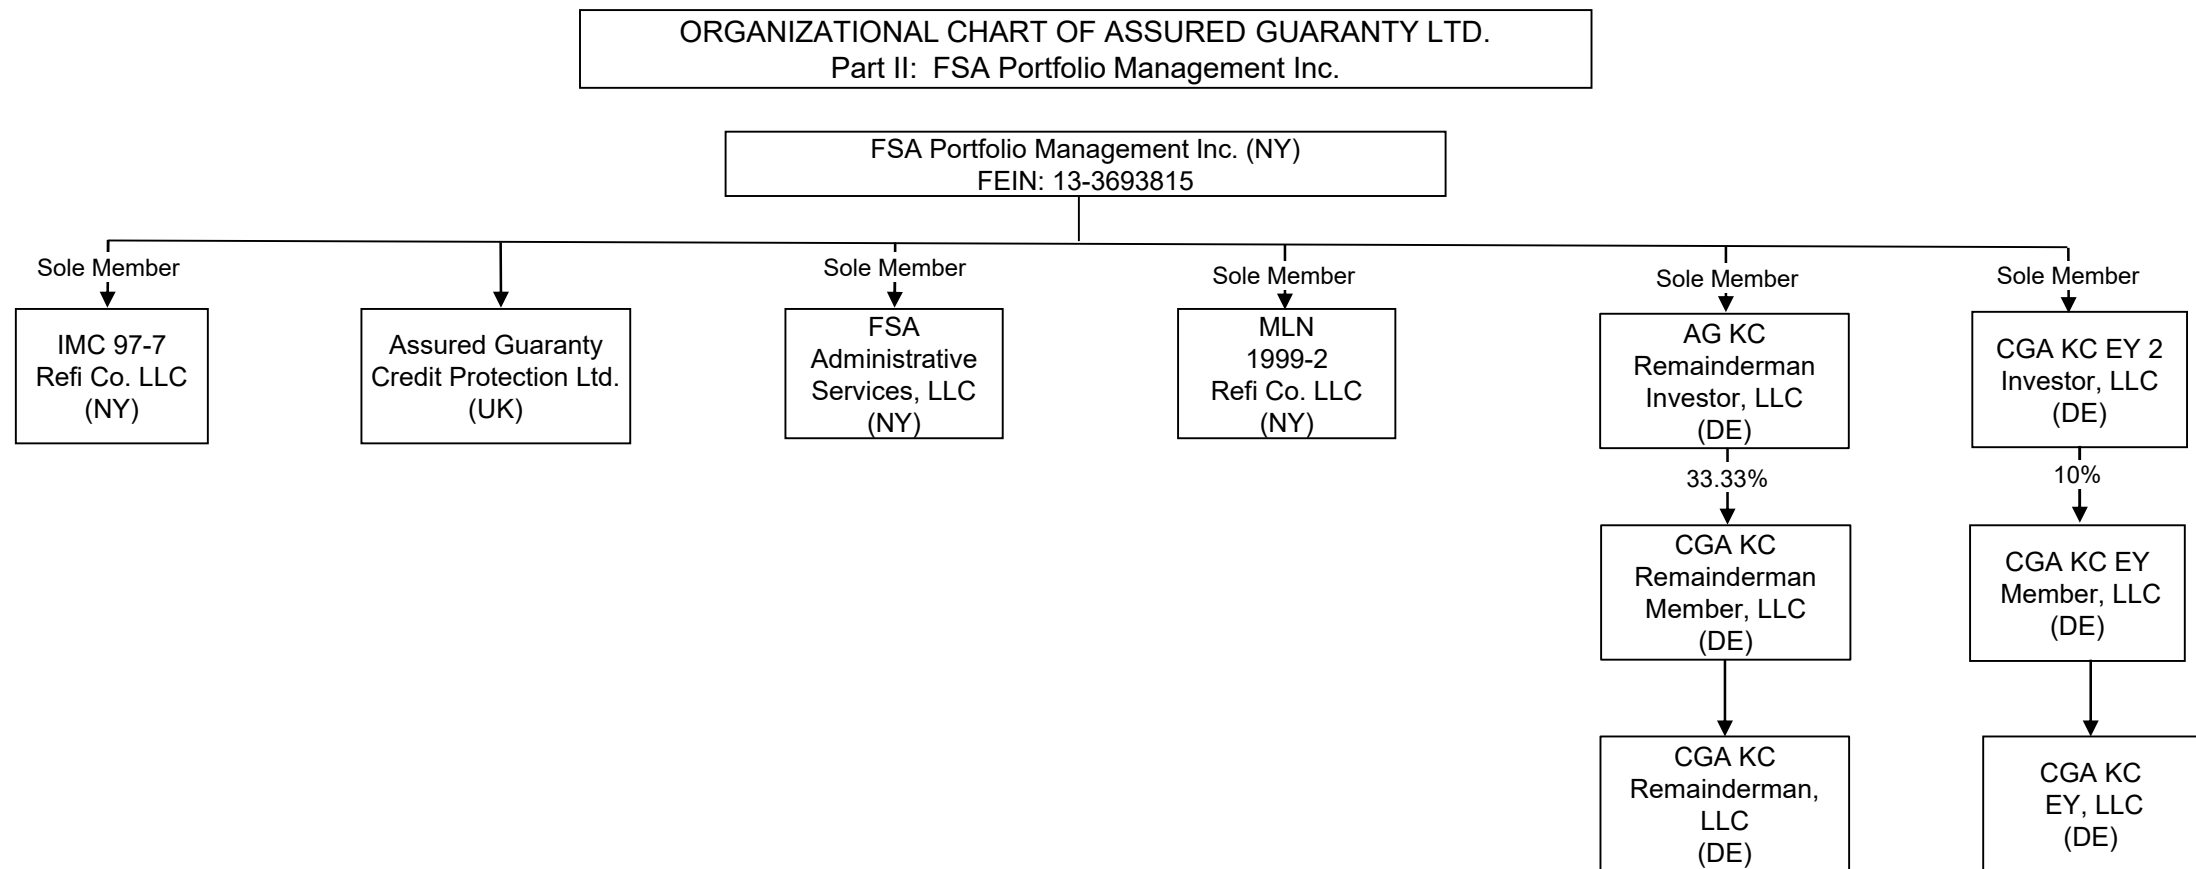 ORGANIZATIONAL CHART OF ASSURED GUARANTY LTD.
Part II:  FSA Portfolio Management Inc.
FSA Portfolio Management Inc. (NY)
FEIN: 13-3693815
Sole Member
IMC 97-7
Refi Co. LLC
(NY)
Assured Guaranty
Credit Protection Ltd.
(UK)
Sole Member
FSA
Administrative
Services, LLC
(NY)
Sole Member
MLN
1999-2
Refi Co. LLC
(NY)
Sole Member
AG KC
Remainderman
Investor, LLC
(DE)
33.33%
CGA KC
Remainderman
Member, LLC
(DE)
CGA KC
Remainderman,
LLC
(DE)
Sole Member
CGA KC EY 2
Investor, LLC
(DE)
10%
CGA KC EY
Member, LLC
(DE)
CGA KC
EY, LLC
(DE)